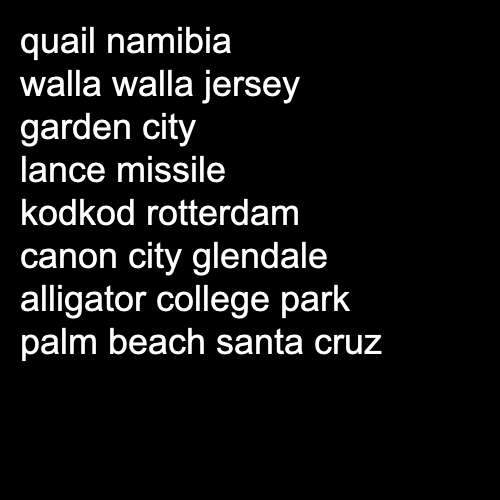 quail namibia
walla walla jersey
garden city
lance missile
kodkod rotterdam
canon city glendale
alligator college park
palm beach santa cruz